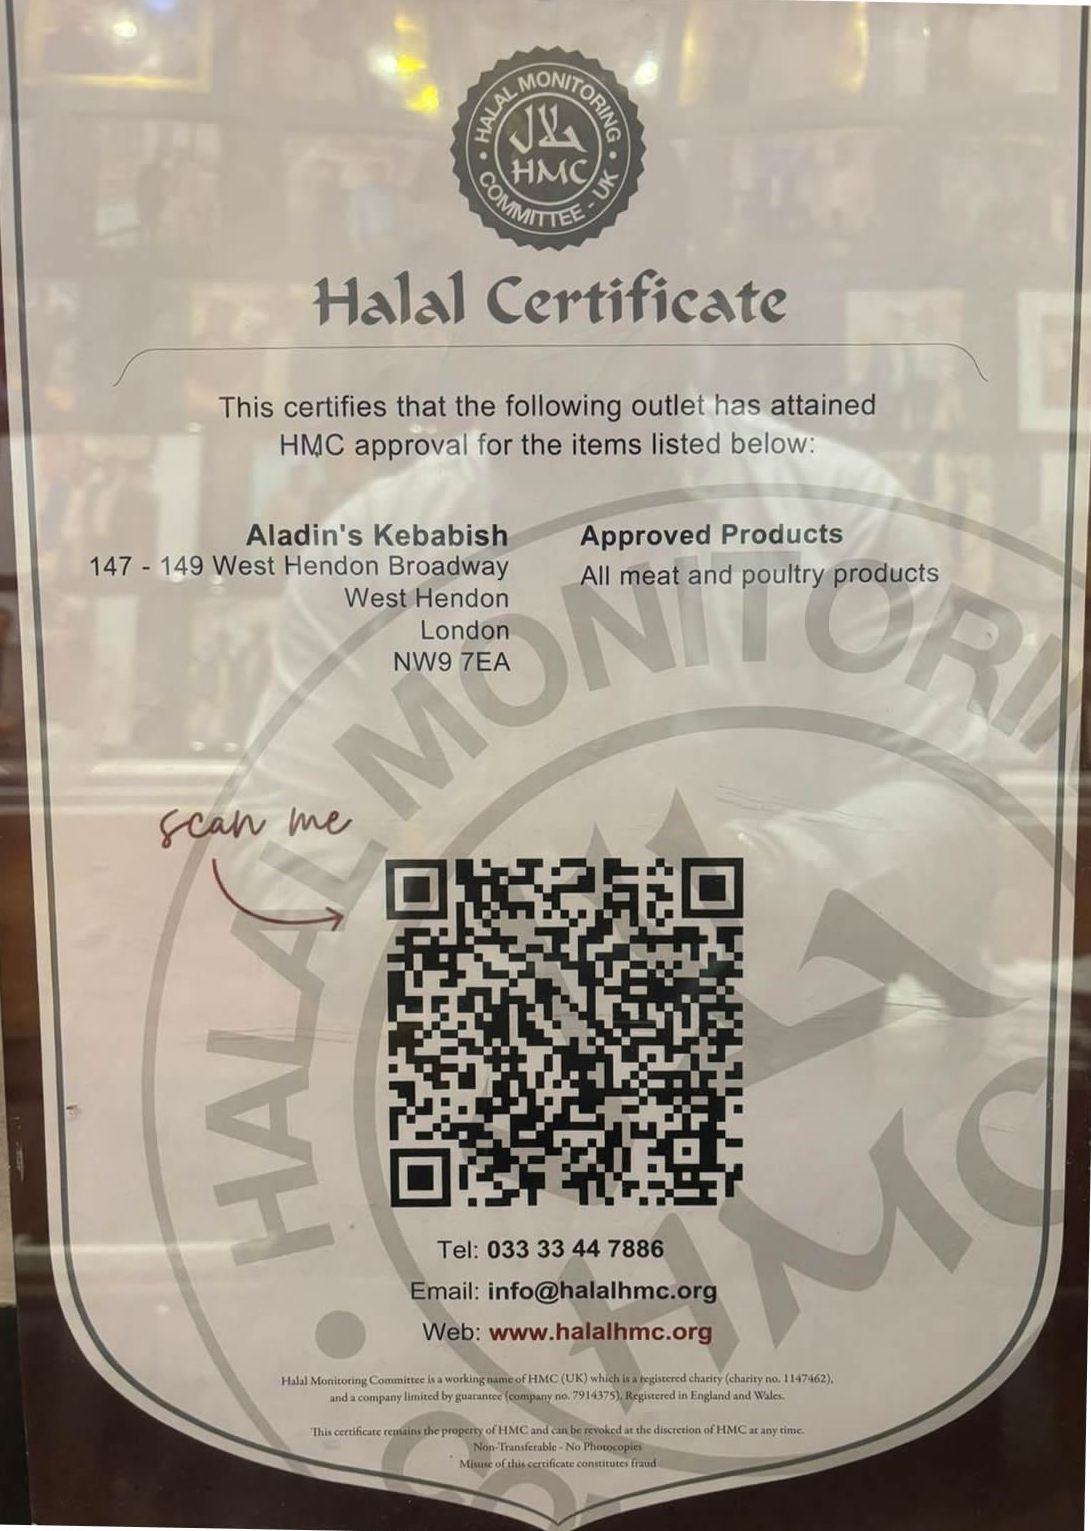 HALAL MONITORING
حلال
HMC
COMMITTEE - UK
Halal Certificate
This certifies that the following outlet has attained
HMC approval for the items listed below:
Aladin's Kebabish
147 - 149 West Hendon Broadway
West Hendon
London
NW9 7EA
Approved Products
All meat and poultry products
scan me
Tel: 033 33 44 7886
Email: info@halalhmc.org
Web: www.halalhmc.org
Halal Monitoring Committee is a working name of HMC (UK) which is a registered charity (charity no. 1147462),
and a company limited by guarantee (company no. 7914375). Registered in England and Wales.
This certificate remains the property of HMC and can be revoked at the discretion of HMC at any time.
Non-Transferable - No Photocopies
Misuse of this certificate constitutes fraud
HALAL MONITORIN
HMC